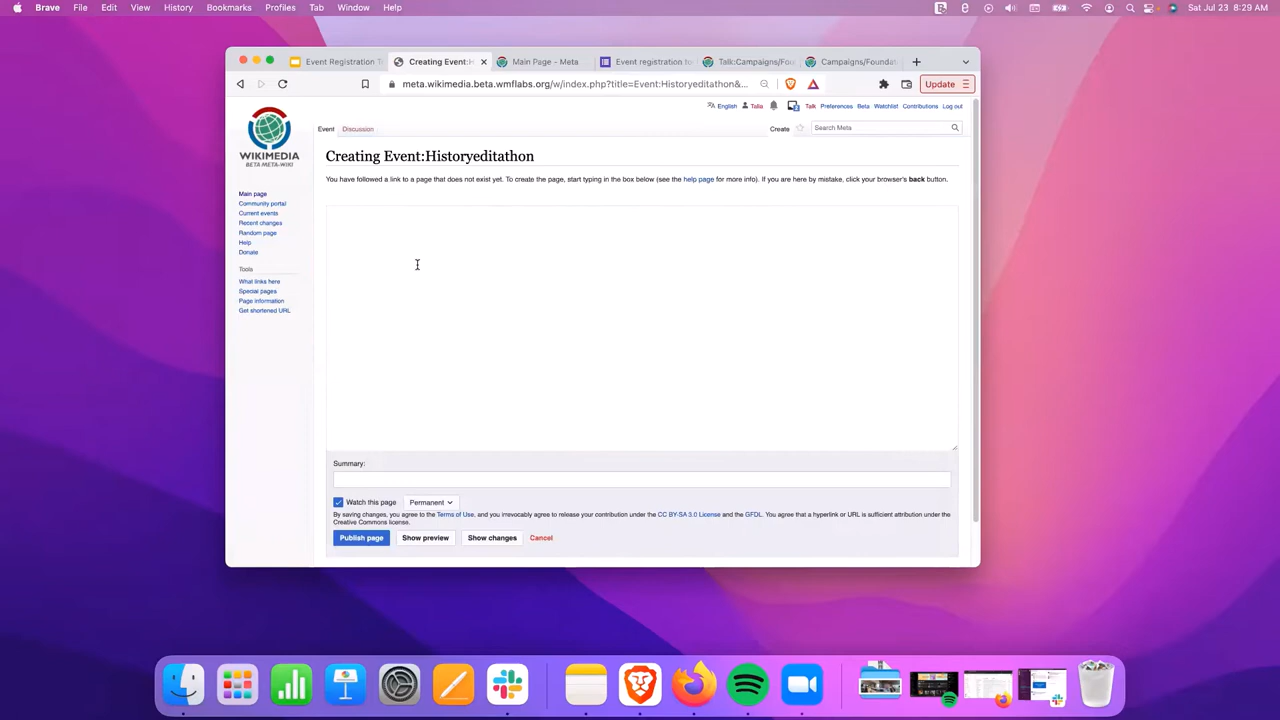 Brave File Edit View History Bookmarks Profiles Tab Window Help Sat Jul 23 8:29 AM
Event Registration T Creating Event:H Main Page - Meta Event registration to Talk:Campaigns/Fou Campaigns/Foundat
meta.wikimedia.beta.wmflabs.org/w/index.php?title=Event:Historyeditathon&... Update
English Talia Talk Preferences Beta Watchlist Contributions Log out
Event Discussion Create Search Meta
WIKIMEDIA
BETA META-WIKI
Creating Event:Historyeditathon
You have followed a link to a page that does not exist yet. To create the page, start typing in the box below (see the help page for more info). If you are here by mistake, click your browser's back button.
Main page
Community portal
Current events
Recent changes
Random page
Help
Donate
Tools
What links here
Special pages
Page information
Get shortened URL
Summary:
Watch this page Permanent
By saving changes, you agree to the Terms of Use, and you irrevocably agree to release your contribution under the CC BY-SA 3.0 License and the GFDL. You agree that a hyperlink or URL is sufficient attribution under the
Creative Commons license.
Publish page Show preview Show changes Cancel